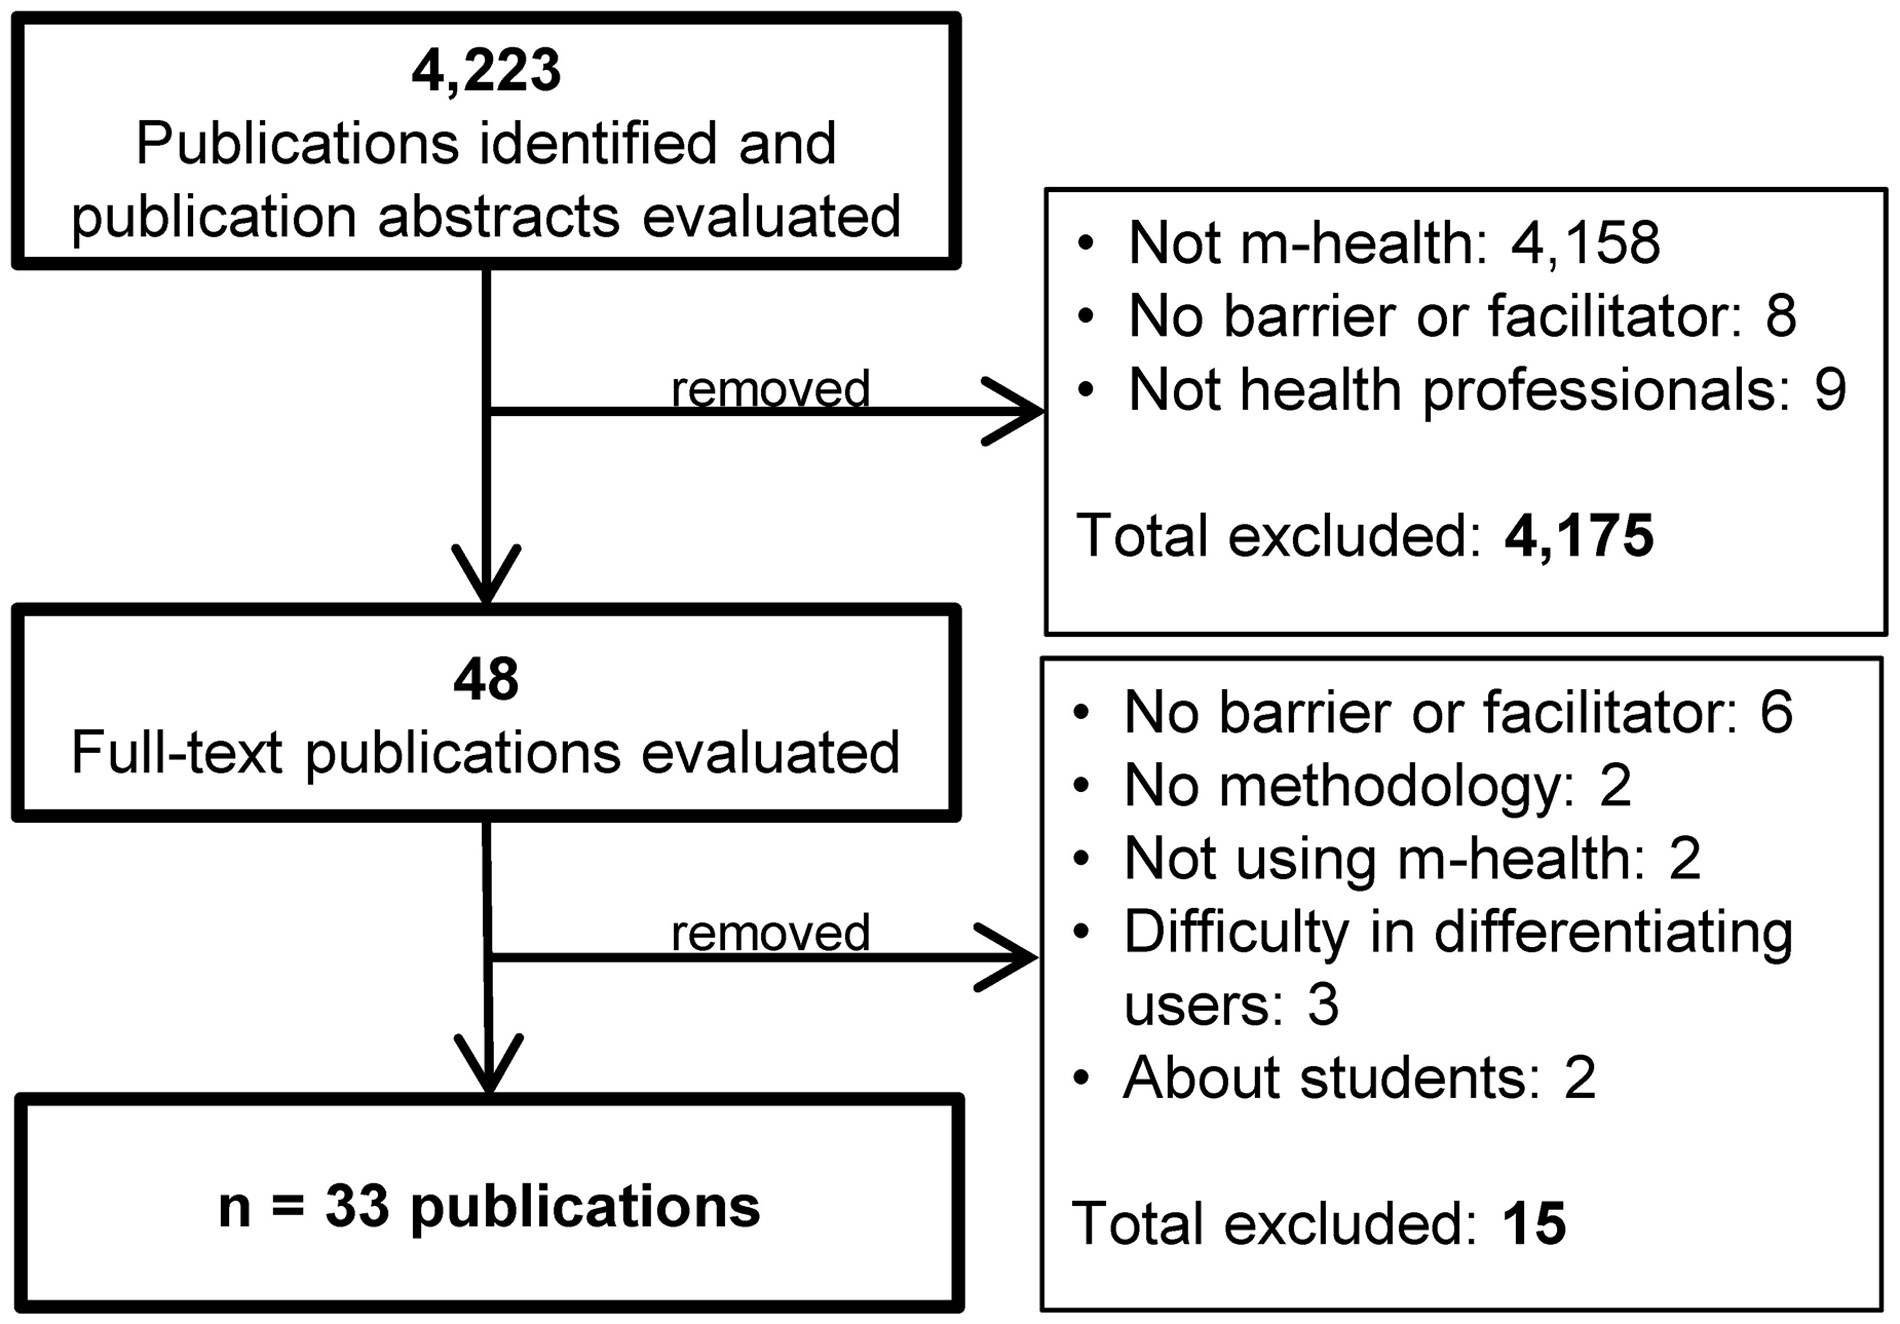 4,223
Publications identified and
publication abstracts evaluated
• Not m-health: 4,158
• No barrier or facilitator: 8
• Not health professionals: 9
Total excluded: 4,175
removed
48
Full-text publications evaluated
• No barrier or facilitator: 6
• No methodology: 2
• Not using m-health: 2
• Difficulty in differentiating
users: 3
• About students: 2
Total excluded: 15
removed
n = 33 publications